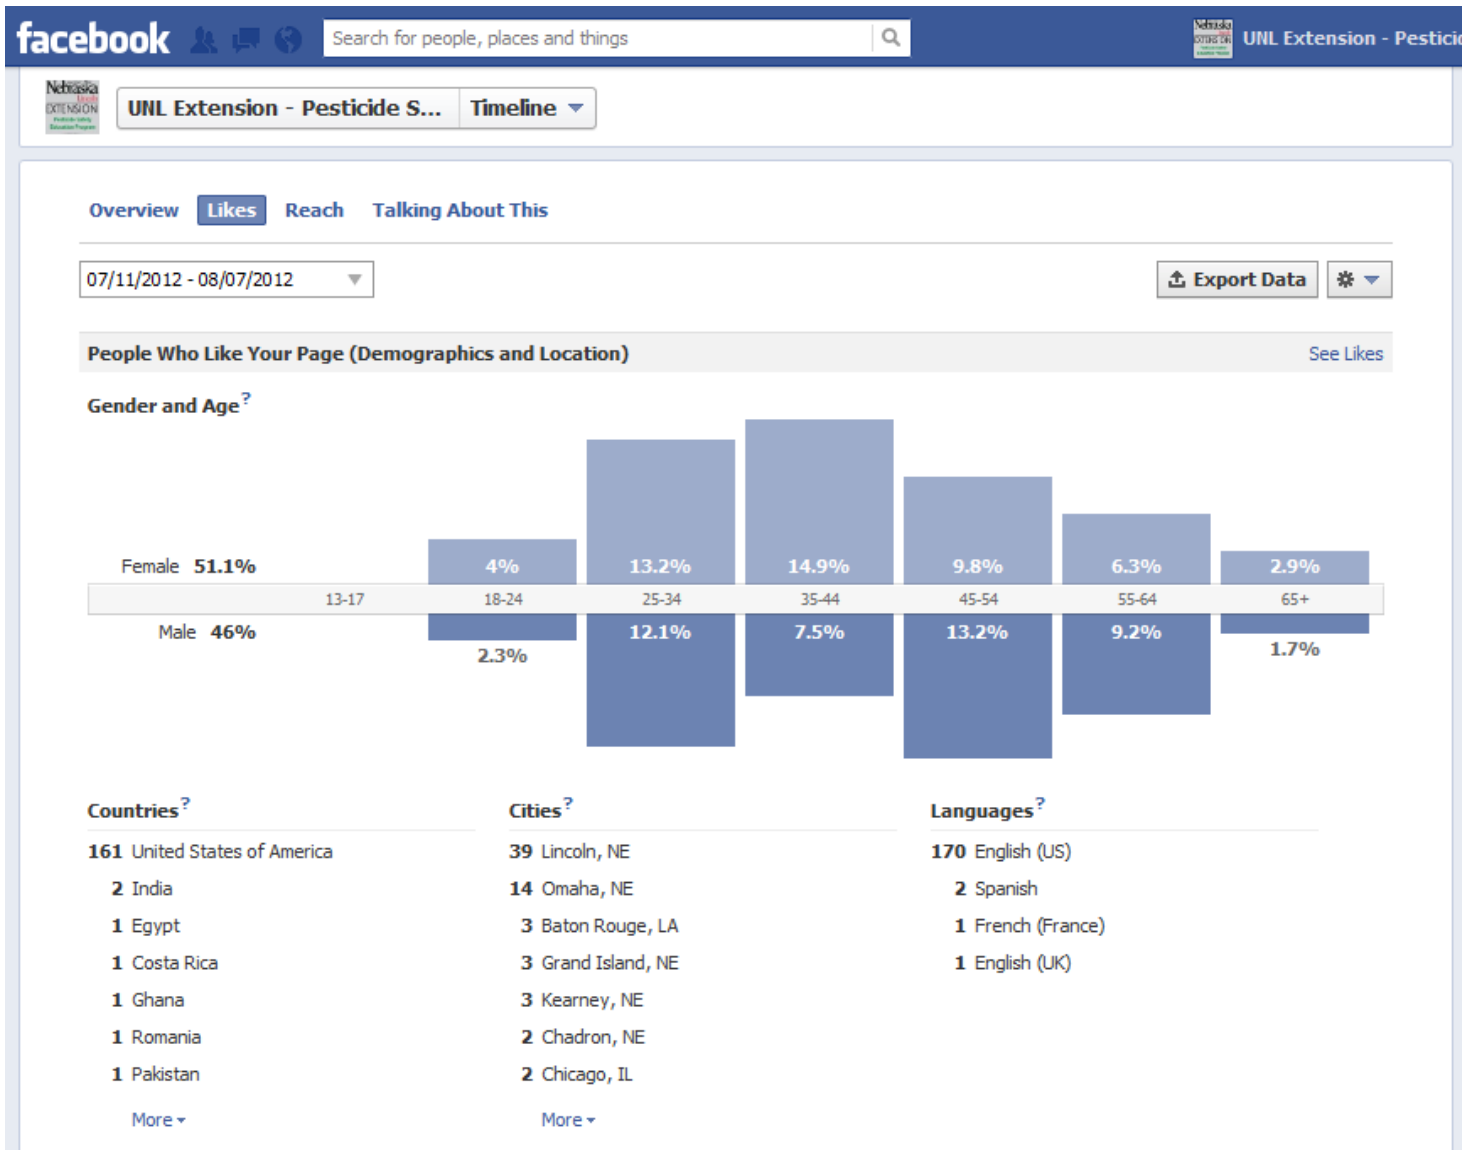 facebook
Search for people, places and things
UNL Extension - Pestici
Nebraska
Lincoln
EXTENSION
Pesticide Safety
Education Program
UNL Extension - Pesticide S... Timeline
Overview Likes Reach Talking About This
07/11/2012 - 08/07/2012
Export Data
People Who Like Your Page (Demographics and Location) See Likes
Gender and Age?
Female 51.1% 4% 13.2% 14.9% 9.8% 6.3% 2.9%
13-17 18-24 25-34 35-44 45-54 55-64 65+
Male 46% 2.3% 12.1% 7.5% 13.2% 9.2% 1.7%
Countries?
161 United States of America
2 India
1 Egypt
1 Costa Rica
1 Ghana
1 Romania
1 Pakistan
More
Cities?
39 Lincoln, NE
14 Omaha, NE
3 Baton Rouge, LA
3 Grand Island, NE
3 Kearney, NE
2 Chadron, NE
2 Chicago, IL
More
Languages?
170 English (US)
2 Spanish
1 French (France)
1 English (UK)